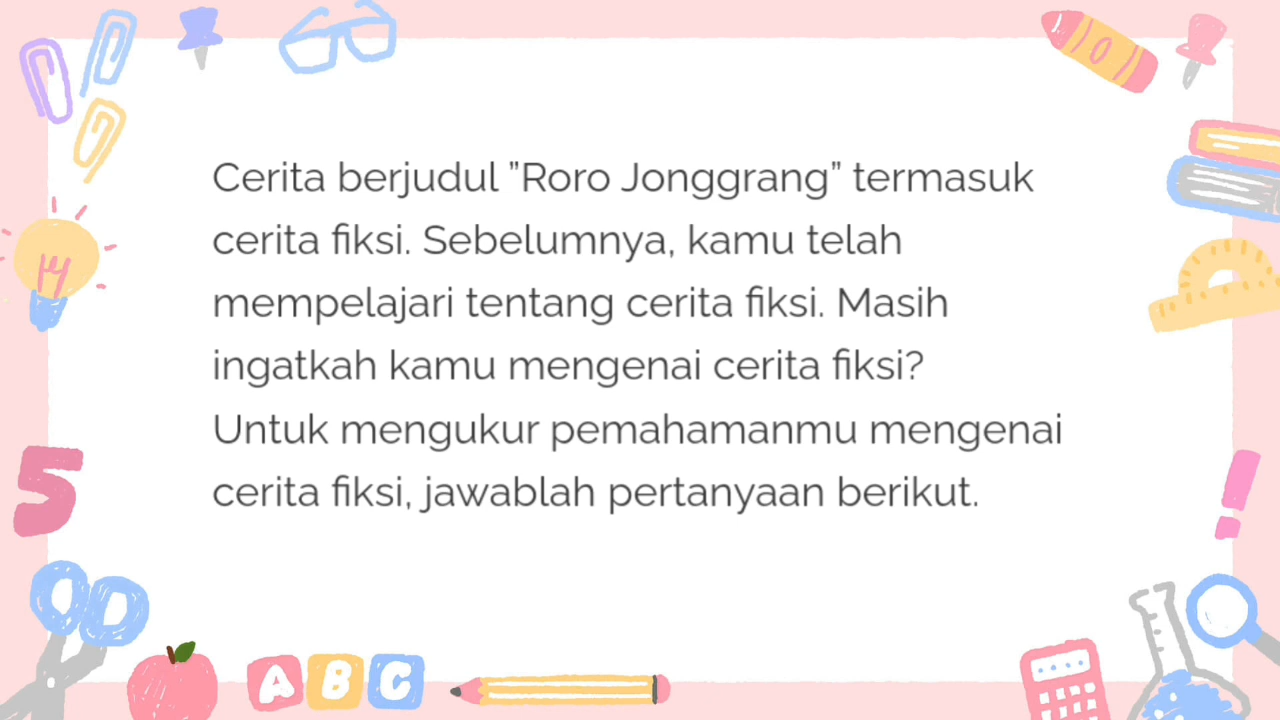 Cerita berjudul ”Roro Jonggrang” termasuk
cerita fiksi. Sebelumnya, kamu telah
mempelajari tentang cerita fiksi. Masih
ingatkah kamu mengenai cerita fiksi?
Untuk mengukur pemahamanmu mengenai
cerita fiksi, jawablah pertanyaan berikut.
5
!
A B C